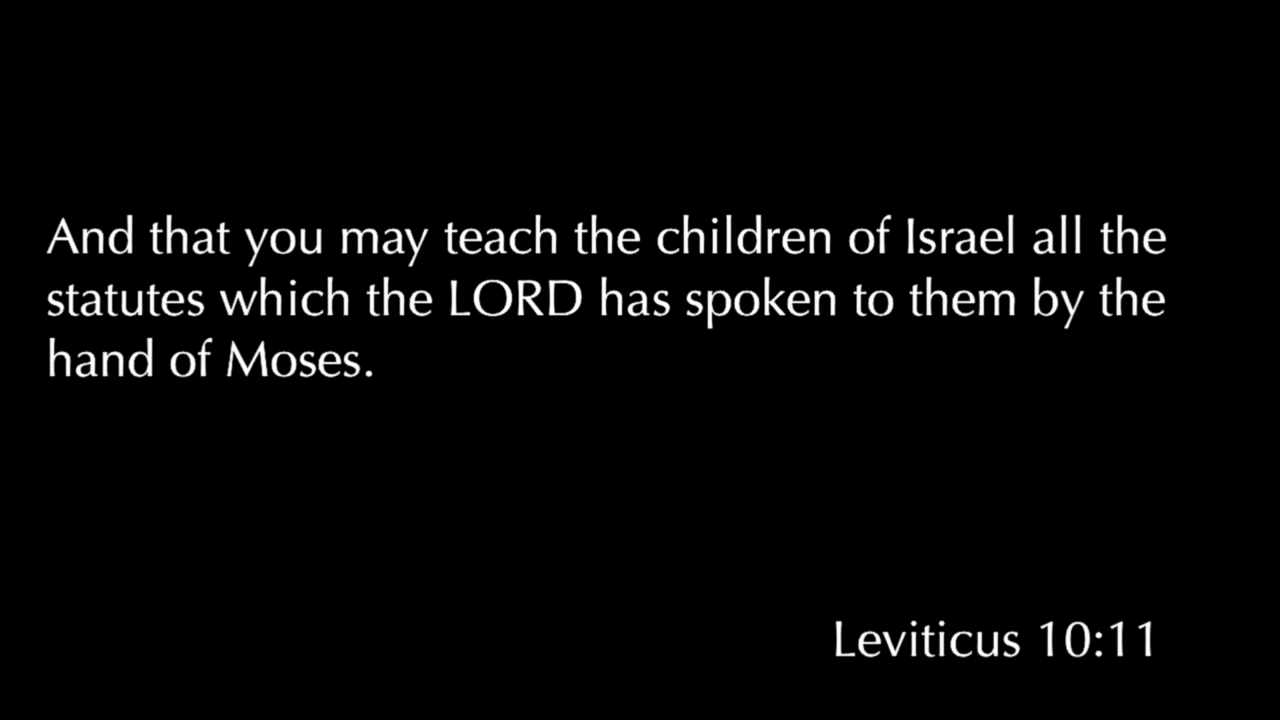 And that you may teach the children of Israel all the
statutes which the LORD has spoken to them by the
hand of Moses.
Leviticus 10:11